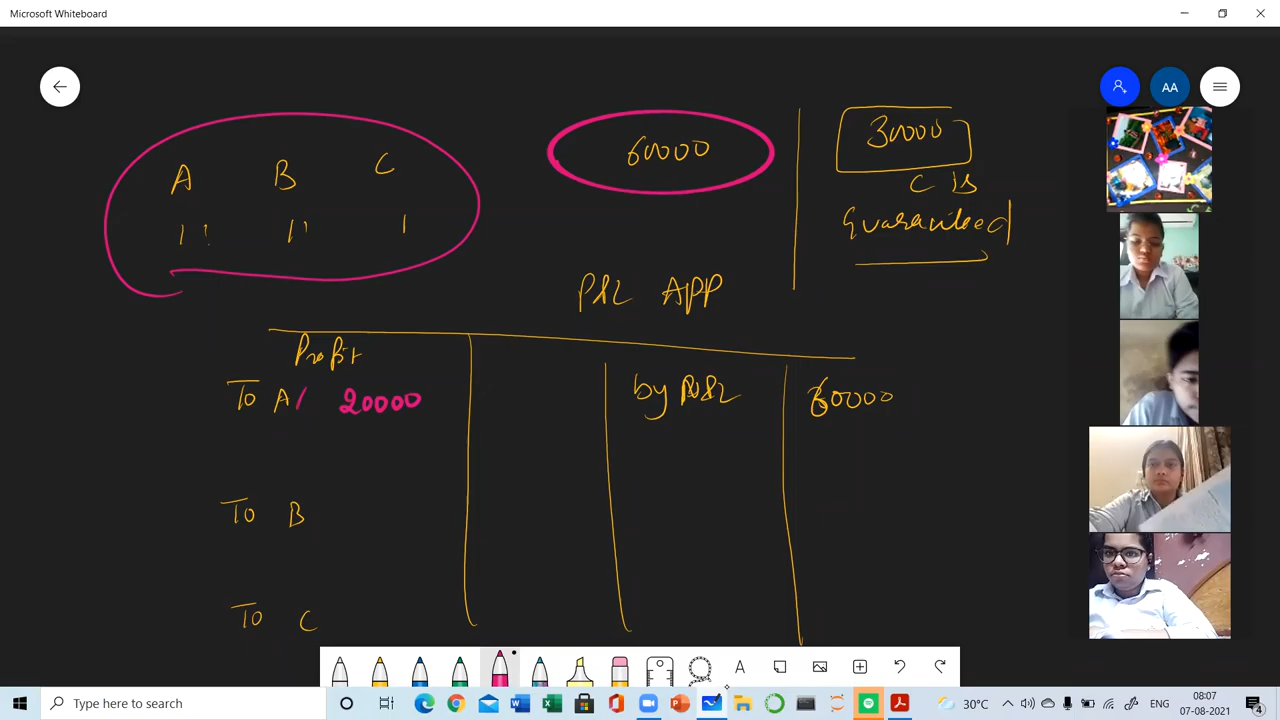 Microsoft Whiteboard
AA
A B C
1 : 1 : 1
60000
30000
C is
Guaranteed
P&L APP
Profit
To A/ 20000
by P&L 60000
To B
To C
A
Type here to search
30°C
ENG
08:07
07-08-2021
4